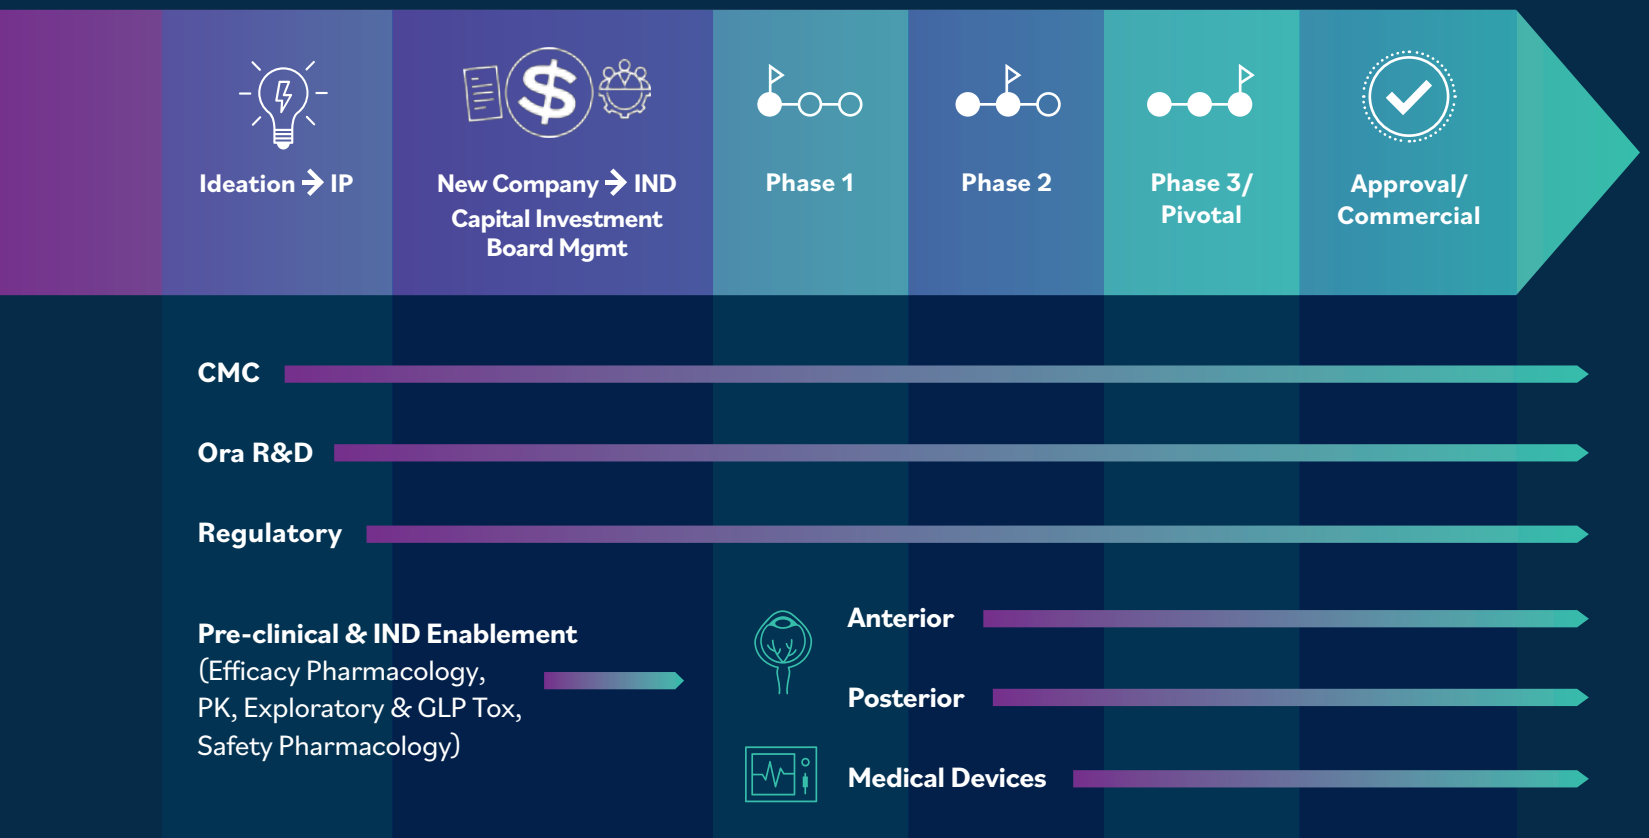 Ideation → IP
New Company → IND
Capital Investment
Board Mgmt
Phase 1
Phase 2
Phase 3/
Pivotal
Approval/
Commercial
CMC
Ora R&D
Regulatory
Pre-clinical & IND Enablement
(Efficacy Pharmacology,
PK, Exploratory & GLP Tox,
Safety Pharmacology)
Anterior
Posterior
Medical Devices